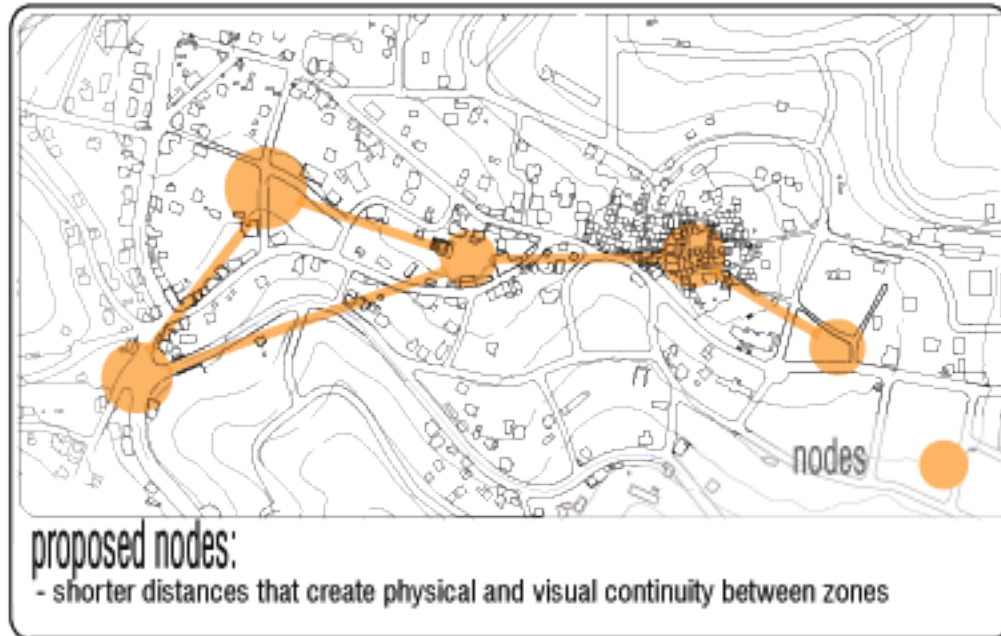 nodes
proposed nodes:
- shorter distances that create physical and visual continuity between zones